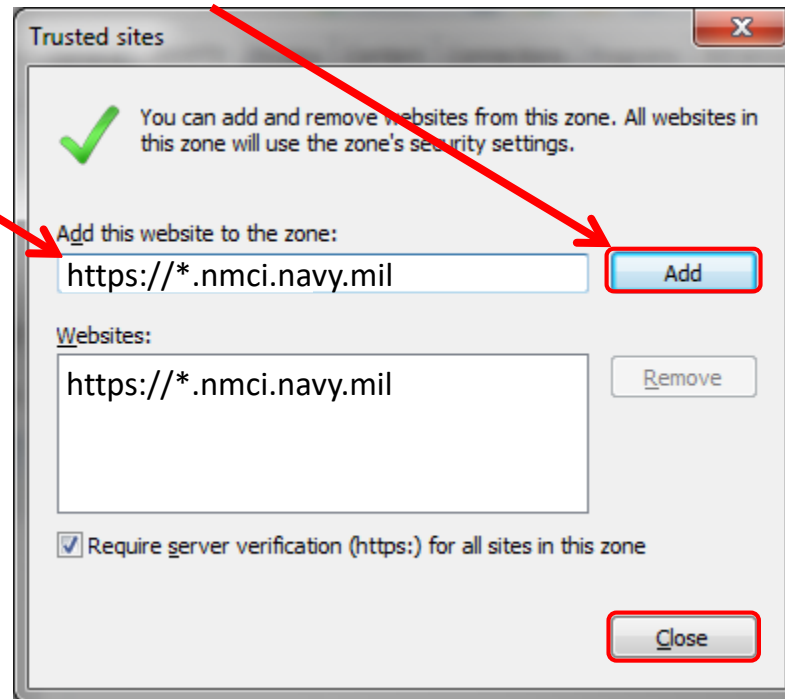 Trusted sites
You can add and remove websites from this zone. All websites in
this zone will use the zone's security settings.
Add this website to the zone:
https://*.nmci.navy.mil
Add
Websites:
https://*.nmci.navy.mil
Remove
Require server verification (https:) for all sites in this zone
Close